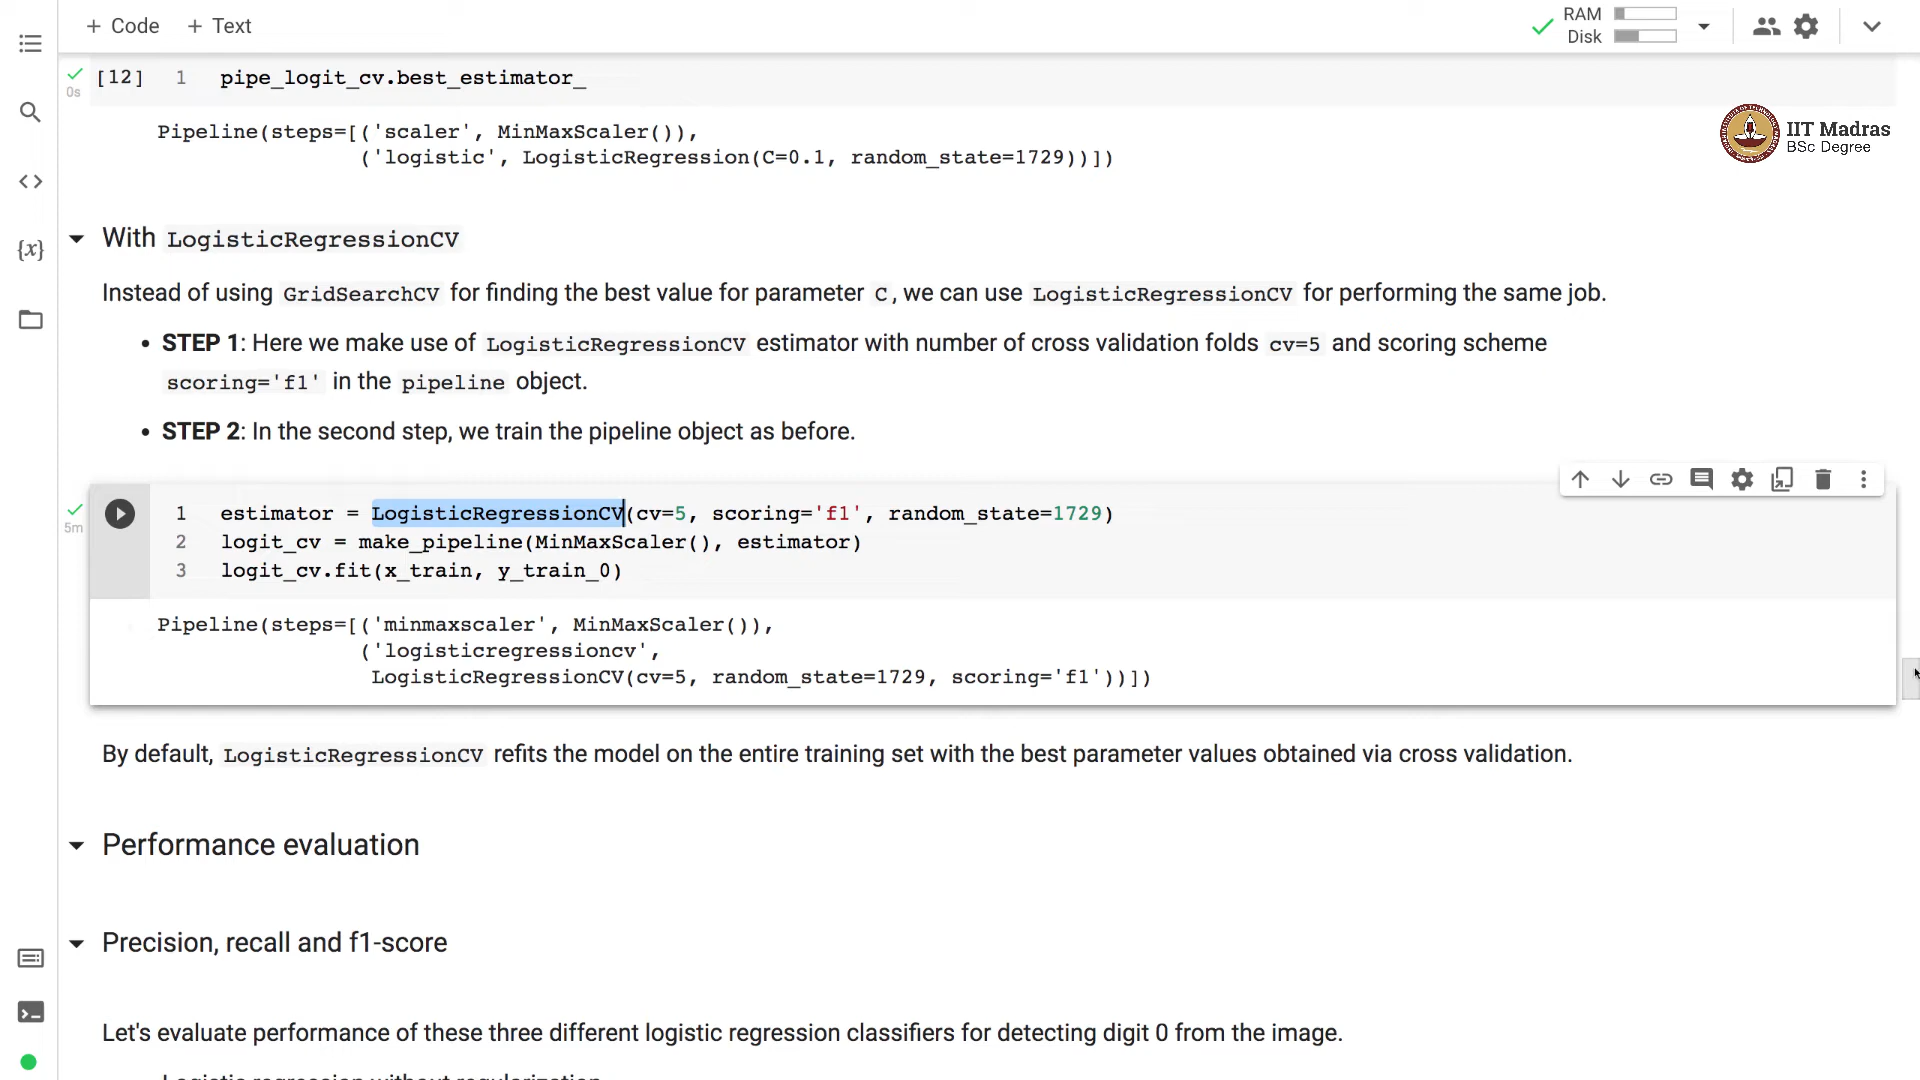 + Code + Text
RAM
Disk
[12] 1 pipe_logit_cv.best_estimator_
0s
Pipeline(steps=[('scaler', MinMaxScaler()),
('logistic', LogisticRegression(C=0.1, random_state=1729))])
IIT Madras
BSc Degree
{x}
With LogisticRegressionCV
Instead of using GridSearchCV for finding the best value for parameter C, we can use LogisticRegressionCV for performing the same job.
• STEP 1: Here we make use of LogisticRegressionCV estimator with number of cross validation folds cv=5 and scoring scheme
scoring='f1' in the pipeline object.
• STEP 2: In the second step, we train the pipeline object as before.
5m
1 estimator = LogisticRegressionCV(cv=5, scoring='f1', random_state=1729)
2 logit_cv = make_pipeline(MinMaxScaler(), estimator)
3 logit_cv.fit(x_train, y_train_0)
Pipeline(steps=[('minmaxscaler', MinMaxScaler()),
('logisticregressioncv',
LogisticRegressionCV(cv=5, random_state=1729, scoring='f1'))])
By default, LogisticRegressionCV refits the model on the entire training set with the best parameter values obtained via cross validation.
Performance evaluation
Precision, recall and f1-score
Let's evaluate performance of these three different logistic regression classifiers for detecting digit 0 from the image.
Logistic regression without regularization